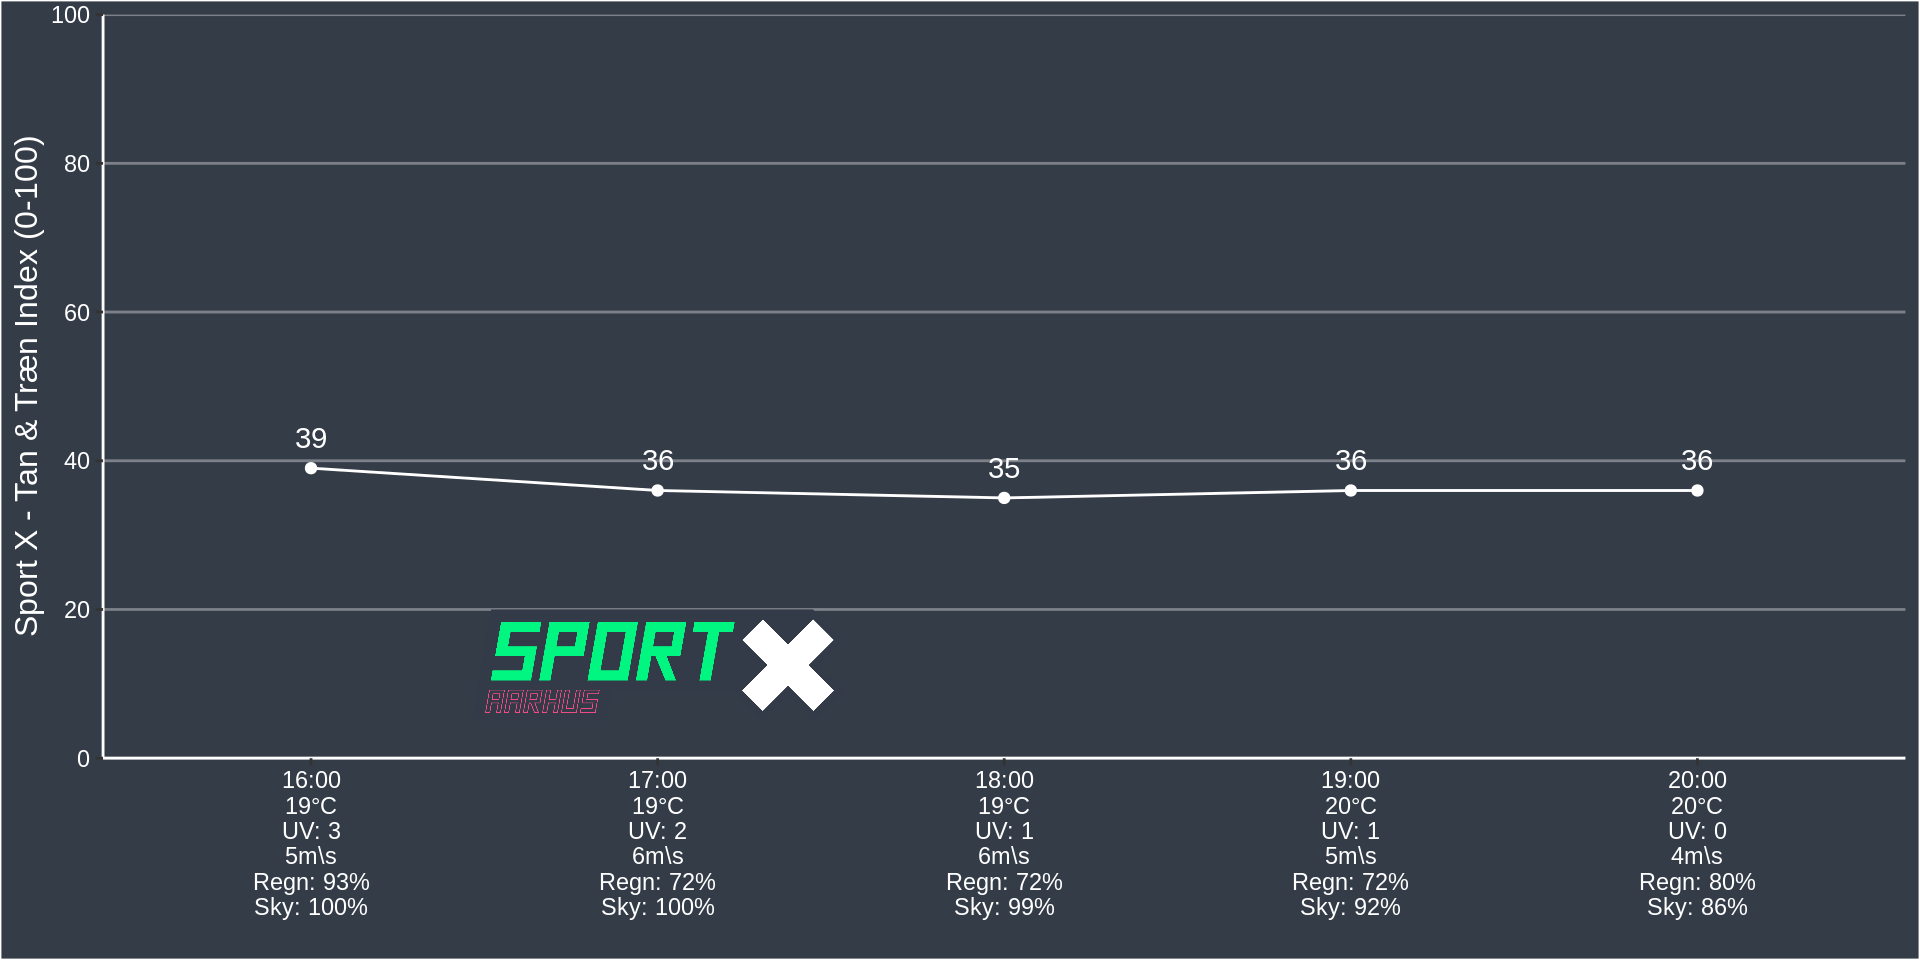 Sport X - Tan & Træn Index (0-100)
100
80
60
40
20
0
39
36
35
36
36
SPORT X
AARHUS
16:00
19°C
UV: 3
5m\s
Regn: 93%
Sky: 100%
17:00
19°C
UV: 2
6m\s
Regn: 72%
Sky: 100%
18:00
19°C
UV: 1
6m\s
Regn: 72%
Sky: 99%
19:00
20°C
UV: 1
5m\s
Regn: 72%
Sky: 92%
20:00
20°C
UV: 0
4m\s
Regn: 80%
Sky: 86%